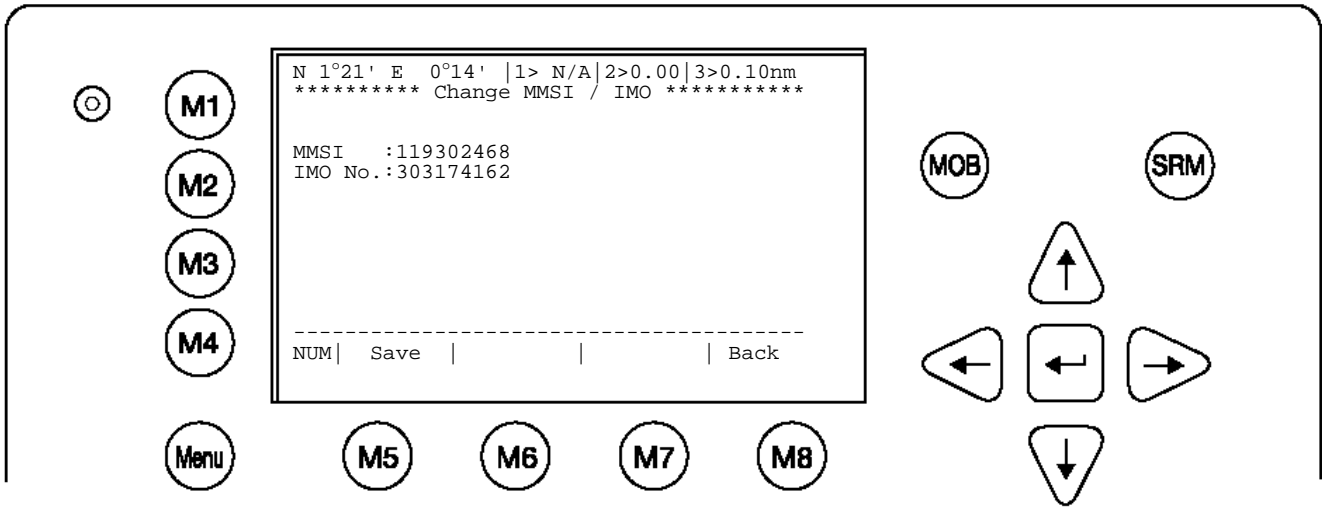 N 1°21' E  0°14' |1> N/A|2>0.00|3>0.10nm
********** Change MMSI / IMO ***********
MMSI   :119302468
IMO No.:303174162
----------------------------------------
NUM|  Save  |         |         | Back
M1
M2
M3
M4
Menu
M5
M6
M7
M8
MOB
SRM